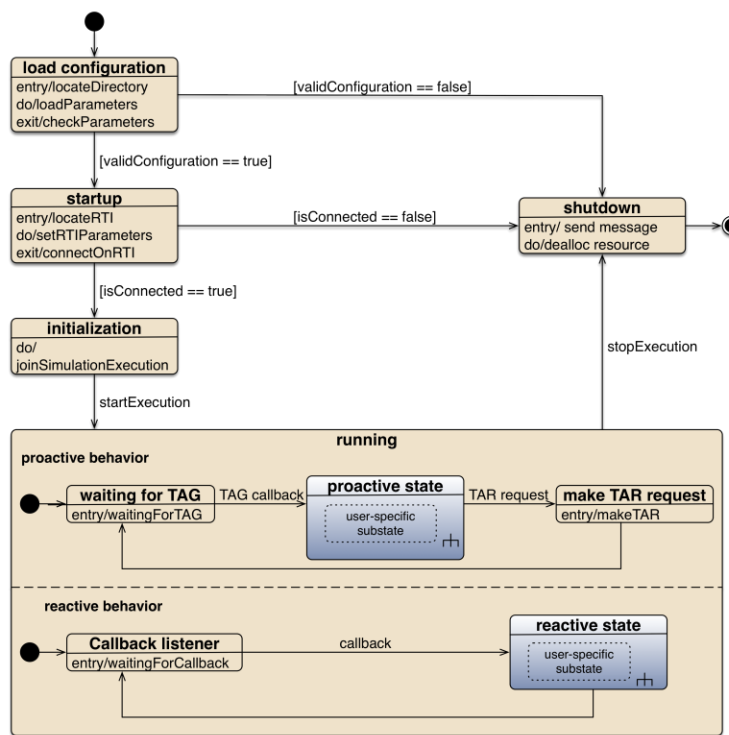 load configuration
entry/locateDirectory
do/loadParameters
exit/checkParameters
[validConfiguration == false]
[validConfiguration == true]
startup
entry/locateRTI
do/setRTIParameters
exit/connectOnRTI
[isConnected == false]
shutdown
entry/ send message
do/dealloc resource
[isConnected == true]
initialization
do/
joinSimulationExecution
stopExecution
startExecution
running
proactive behavior
waiting for TAG
entry/waitingForTAG
TAG callback
proactive state
user-specific
substate
TAR request
make TAR request
entry/makeTAR
reactive behavior
Callback listener
entry/waitingForCallback
callback
reactive state
user-specific
substate